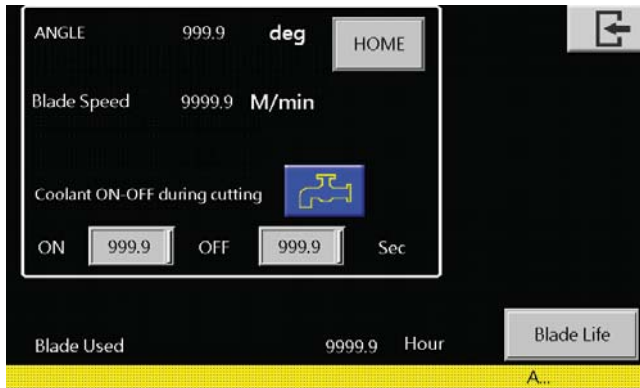 ANGLE 999.9 deg HOME
Blade Speed 9999.9 M/min
Coolant ON-OFF during cutting
ON 999.9 OFF 999.9 Sec
Blade Used 9999.9 Hour Blade Life
A...